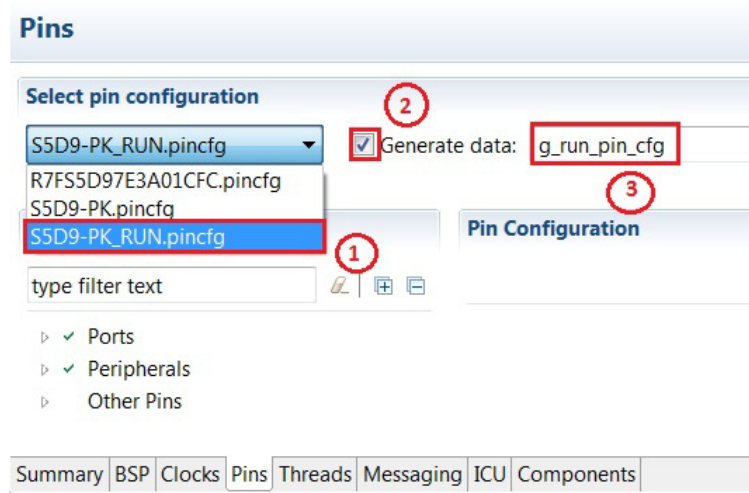 Pins
Select pin configuration
2
S5D9-PK_RUN.pincfg
Generate data: g_run_pin_cfg
R7FS5D97E3A01CFC.pincfg
S5D9-PK.pincfg
S5D9-PK_RUN.pincfg
3
Pin Configuration
1
type filter text
Ports
Peripherals
Other Pins
Summary BSP Clocks Pins Threads Messaging ICU Components